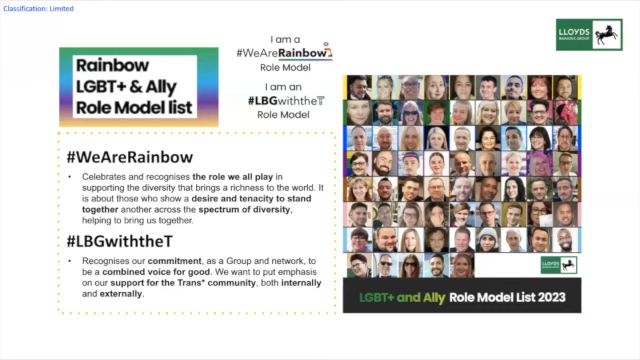 Classification: Limited
LLOYDS
BANKING GROUP
I am a
#WeAreRainbow
Role Model
I am an
#LBGwiththeT
Role Model
Rainbow
LGBT+ & Ally
Role Model list
#WeAreRainbow
• Celebrates and recognises the role we all play in
supporting the diversity that brings a richness to the world. It
is about those who show a desire and tenacity to stand
together another across the spectrum of diversity,
helping to bring us together.
#LBGwiththeT
• Recognises our commitment, as a Group and network, to
be a combined voice for good. We want to put emphasis
on our support for the Trans* community, both internally
and externally.
LLOYDS
BANKING GROUP
LGBT+ and Ally Role Model List 2023